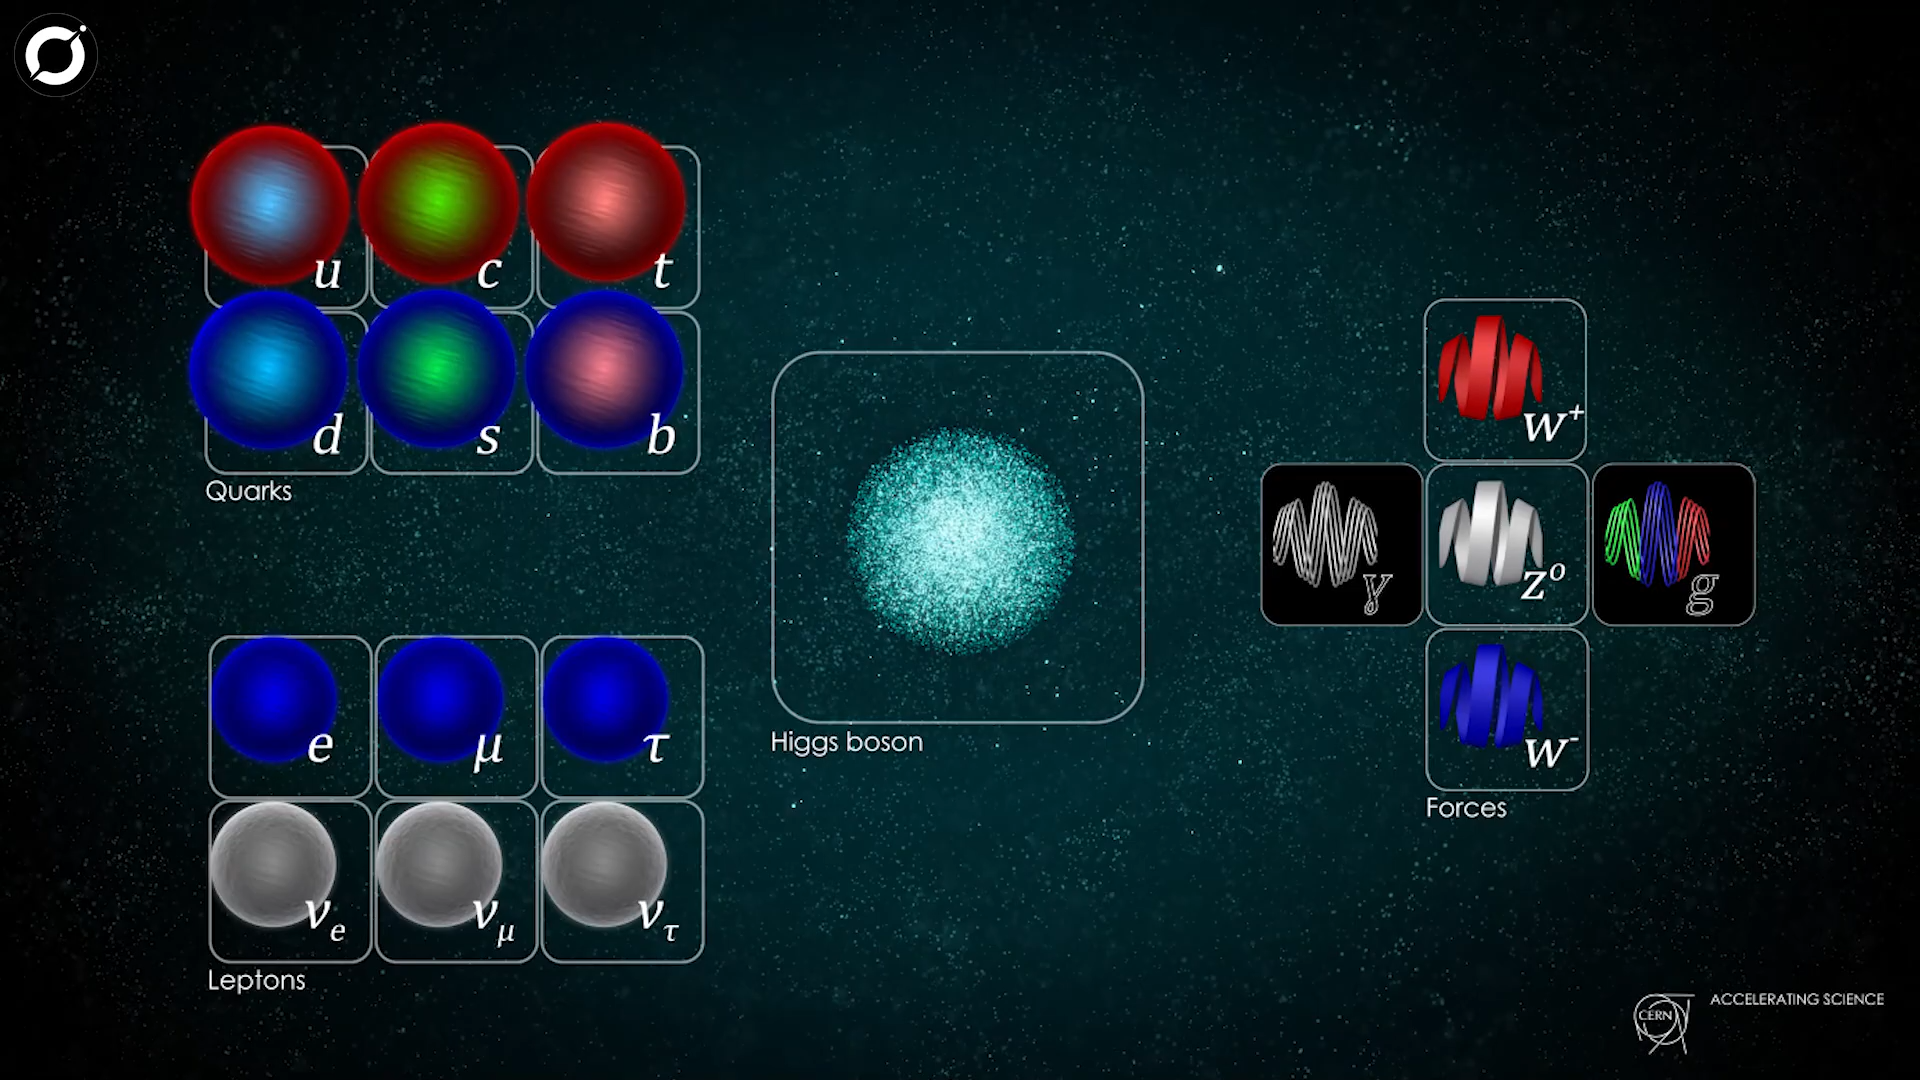 u c t
d s b
Quarks
e μ τ
νe νμ ντ
Leptons
Higgs boson
W+
γ Z0 g
W-
Forces
CERN
ACCELERATING SCIENCE